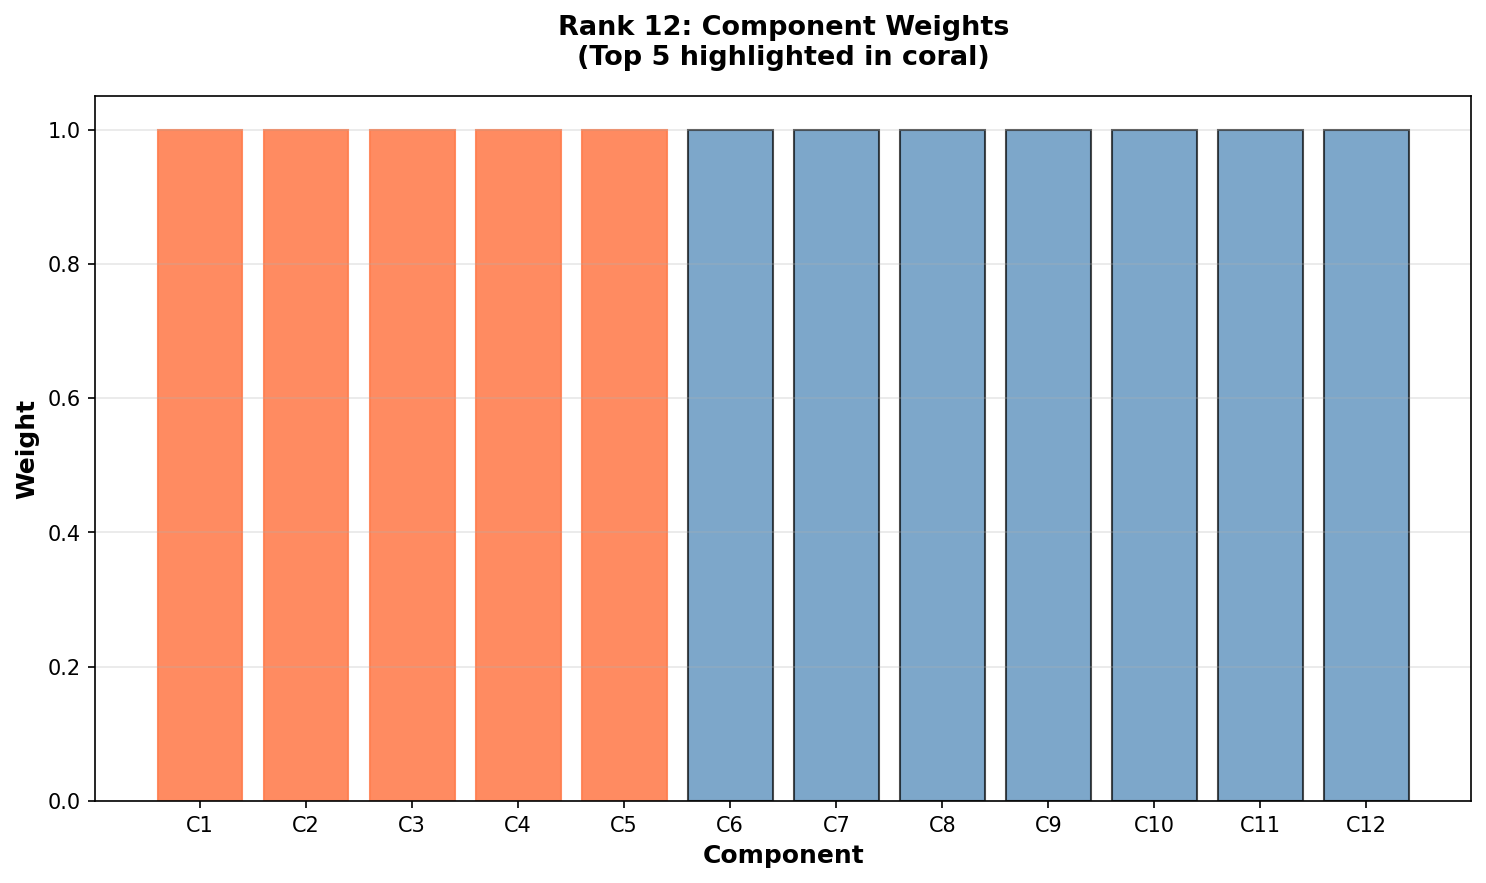 Rank 12: Component Weights
(Top 5 highlighted in coral)
Weight
1.0
0.8
0.6
0.4
0.2
0.0
C1 C2 C3 C4 C5 C6 C7 C8 C9 C10 C11 C12
Component